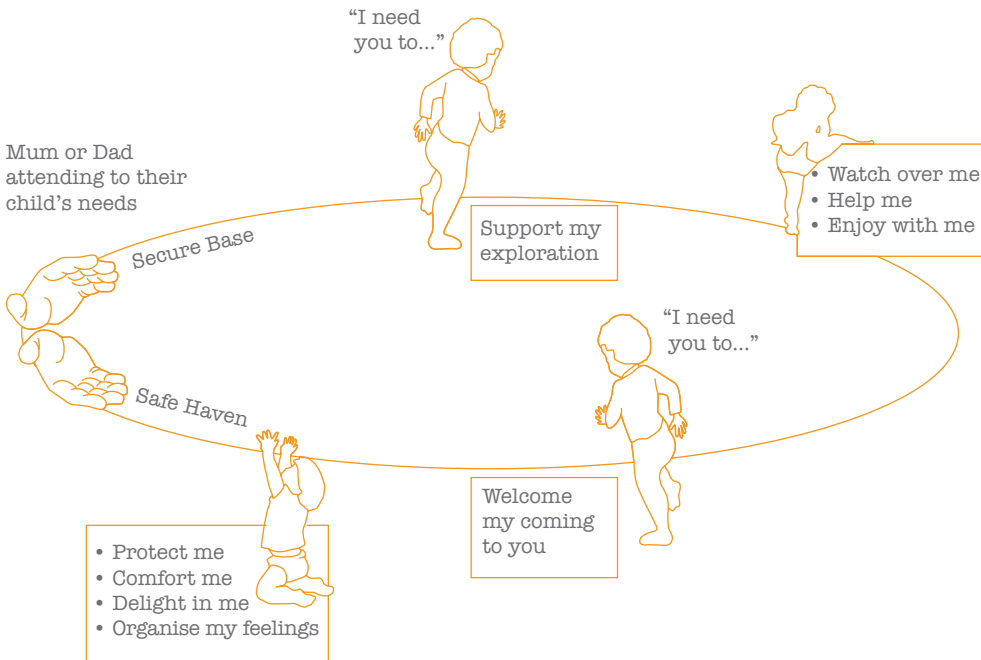 “I need
you to...”
Mum or Dad
attending to their
child’s needs
Secure Base
Support my
exploration
• Watch over me
• Help me
• Enjoy with me
“I need
you to...”
Safe Haven
Welcome
my coming
to you
• Protect me
• Comfort me
• Delight in me
• Organise my feelings